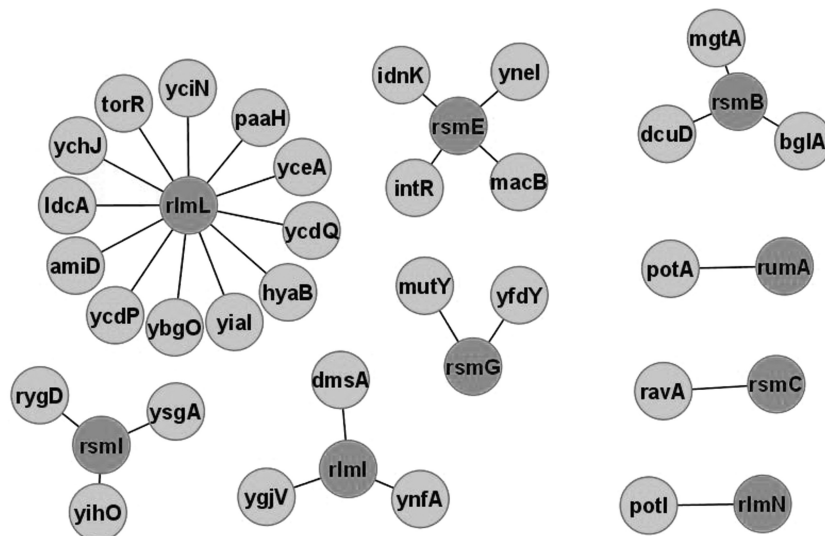 yciN
torR
paaH
ychJ
yceA
ldcA
rlmL
ycdQ
amiD
hyaB
ycdP
ybgO
yiaI
idnK
yneI
rsmE
intR
macB
mgtA
rsmB
dcuD
bglA
mutY
yfdY
rsmG
potA
rumA
ravA
rsmC
rygD
ysgA
rsmI
yihO
dmsA
rlmI
ygjV
ynfA
potI
rlmN